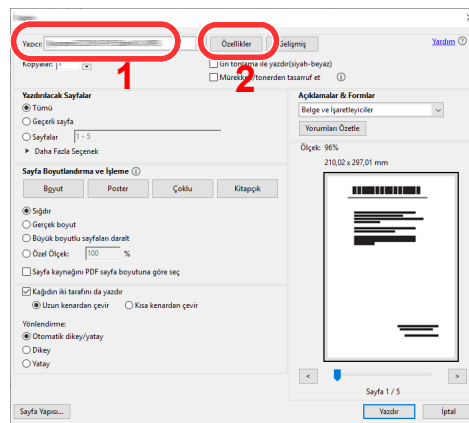 Yazıcı:
Özellikler
Gelişmiş
Yardım
Kopyalar: 1
Gri tonlama ile yazdır(siyah-beyaz)
Mürekkep/tonerden tasarruf et
1
2
Yazdırılacak Sayfalar
Tümü
Geçerli sayfa
Sayfalar 1 - 5
Daha Fazla Seçenek
Sayfa Boyutlandırma ve İşleme
Boyut
Poster
Çoklu
Kitapçık
Sığdır
Gerçek boyut
Büyük boyutlu sayfaları daralt
Özel Ölçek: 100 %
Sayfa kaynağını PDF sayfa boyutuna göre seç
Kağıdın iki tarafını da yazdır
Uzun kenardan çevir Kısa kenardan çevir
Yönlendirme:
Otomatik dikey/yatay
Dikey
Yatay
Açıklamalar & Formlar
Belge ve İşaretleyiciler
Yorumları Özetle
Ölçek: 96%
210,02 x 297,01 mm
<
>
Sayfa 1 / 5
Sayfa Yapısı...
Yazdır
İptal